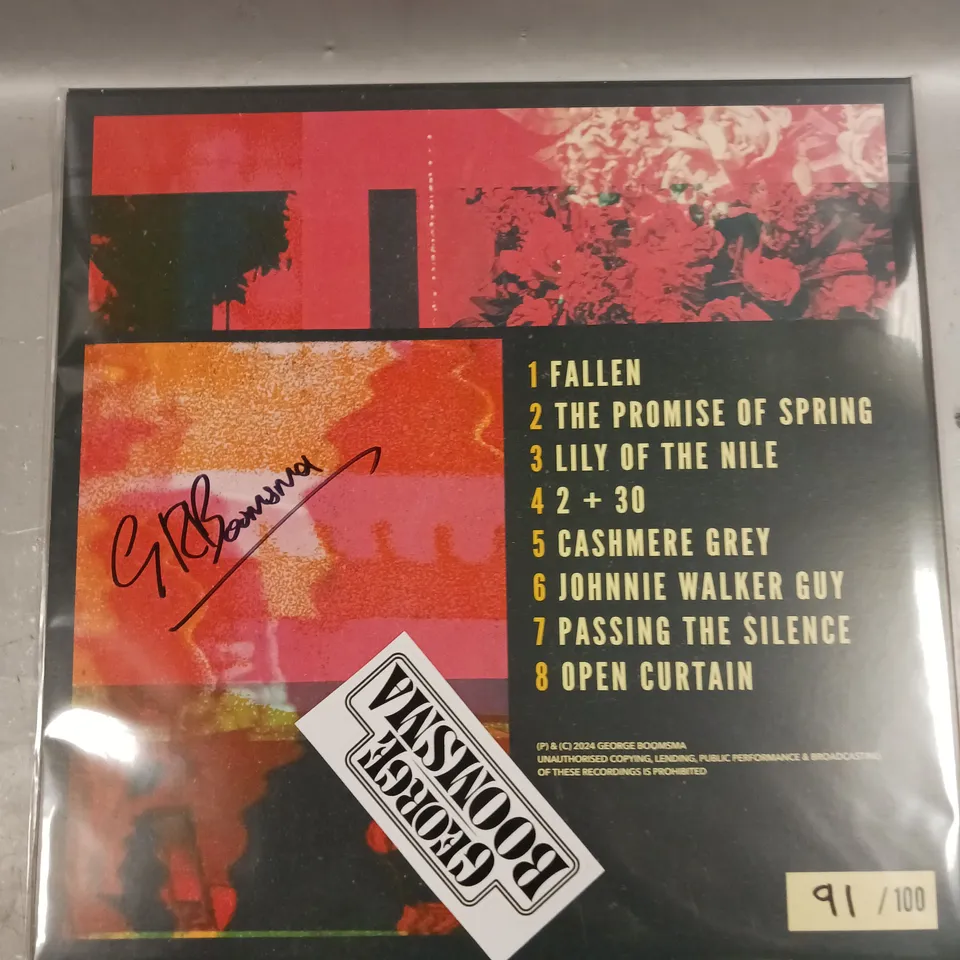 1 FALLEN
2 THE PROMISE OF SPRING
3 LILY OF THE NILE
4 2 + 30
5 CASHMERE GREY
6 JOHNNIE WALKER GUY
7 PASSING THE SILENCE
8 OPEN CURTAIN
GRBoomsma
GEORGE
BOOMSMA
(P) & (C) 2024 GEORGE BOOMSMA
UNAUTHORISED COPYING, LENDING, PUBLIC PERFORMANCE & BROADCASTING
OF THESE RECORDINGS IS PROHIBITED
91 / 100